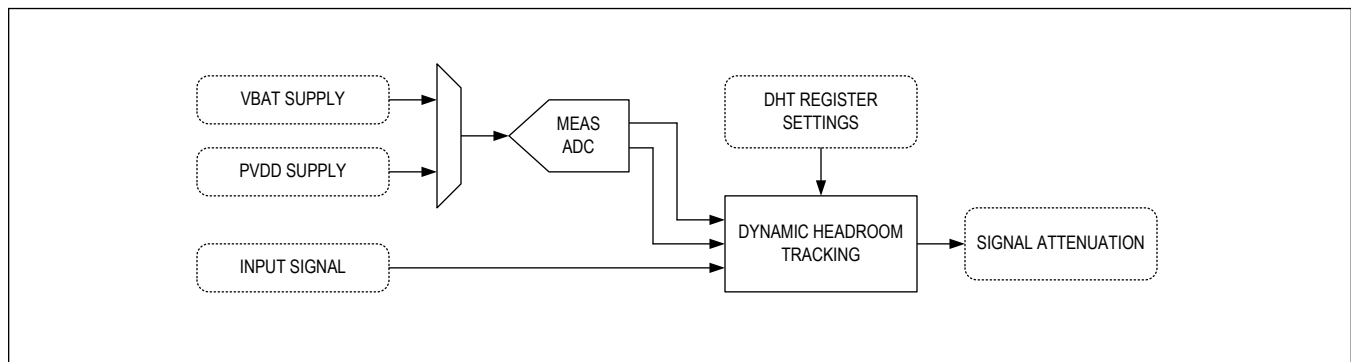 VBAT SUPPLY
PVDD SUPPLY
INPUT SIGNAL
MEAS
ADC
DHT REGISTER
SETTINGS
DYNAMIC HEADROOM
TRACKING
SIGNAL ATTENUATION